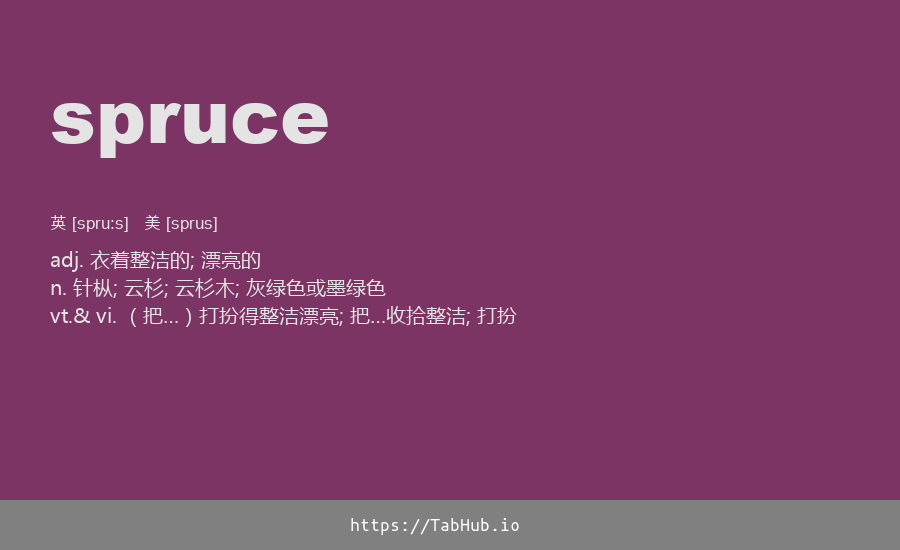 spruce
英 [spru:s] 美 [sprus]
adj. 衣着整洁的; 漂亮的
n. 针枞; 云杉; 云杉木; 灰绿色或墨绿色
vt.& vi. ( 把... ) 打扮得整洁漂亮; 把...收拾整洁; 打扮
https://TabHub.io